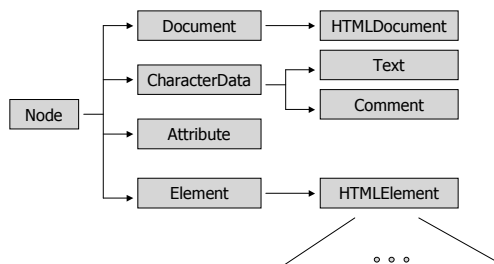 Document
HTMLDocument
CharacterData
Text
Comment
Node
Attribute
Element
HTMLElement